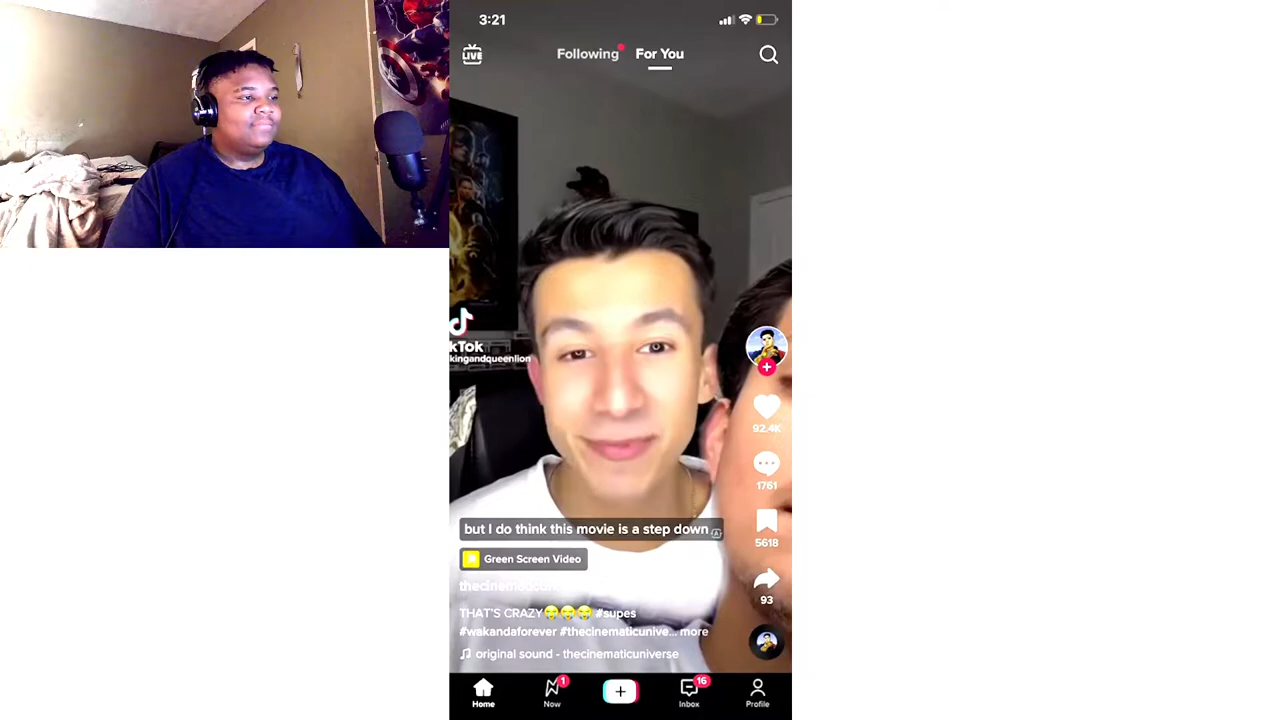 3:21
LIVE
Following
For You
kTok
kingandqueenlion
92.4K
1761
5618
93
but I do think this movie is a step down
Green Screen Video
THAT'S CRAZY😭😭😭 #supes
#wakandaforever #thecinematicunive... more
original sound - thecinematicuniverse
1
16
Home
Now
Inbox
Profile